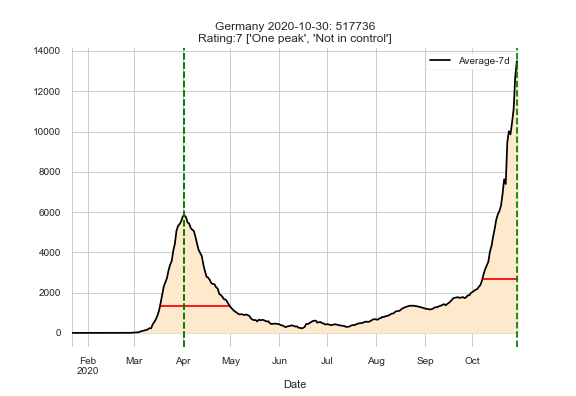 Germany 2020-10-30: 517736
Rating:7 ['One peak', 'Not in control']
14000
Average-7d
12000
10000
8000
6000
4000
2000
0
Feb Mar Apr May Jun Jul Aug Sep Oct
2020
Date